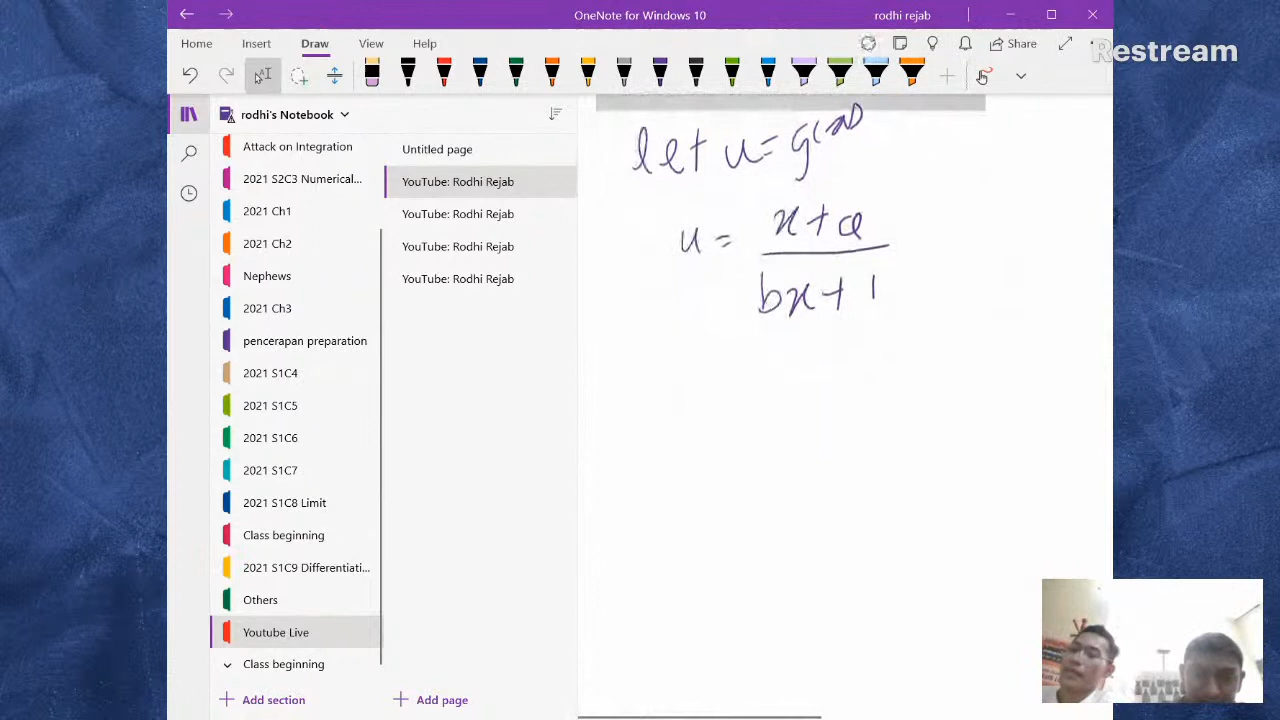 OneNote for Windows 10
rodhi rejab
Restream
Home Insert Draw View Help
Share
rodhi's Notebook
Attack on Integration
2021 S2C3 Numerical...
2021 Ch1
2021 Ch2
Nephews
2021 Ch3
pencerapan preparation
2021 S1C4
2021 S1C5
2021 S1C6
2021 S1C7
2021 S1C8 Limit
Class beginning
2021 S1C9 Differentiati...
Others
Youtube Live
Class beginning
Add section
Untitled page
YouTube: Rodhi Rejab
YouTube: Rodhi Rejab
YouTube: Rodhi Rejab
YouTube: Rodhi Rejab
Add page
let u = g(x)
u = x + a
bx + 1